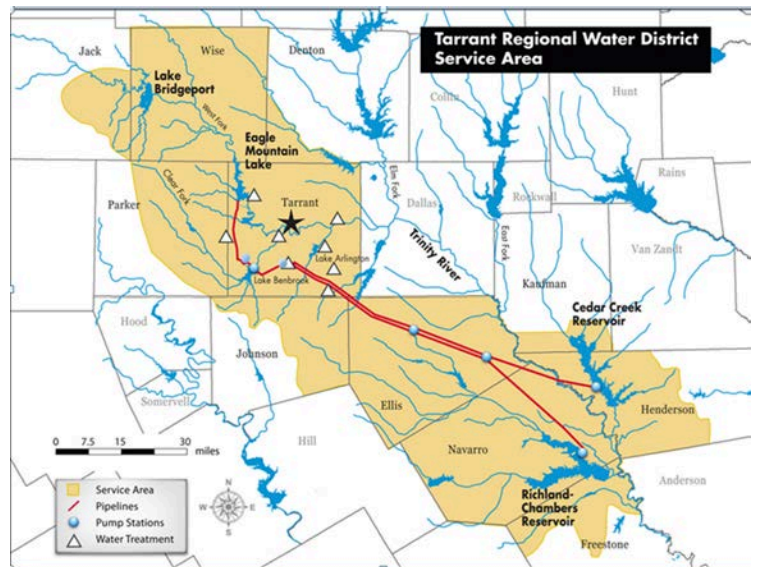 Tarrant Regional Water District
Service Area
Jack
Wise
Denton
Collin
Hunt
Lake
Bridgeport
West Fork
Eagle
Mountain
Lake
Elm Fork
Rains
Parker
Clear Fork
Tarrant
Dallas
Rockwall
East Fork
Van Zandt
Trinity River
Lake Arlington
Lake Benbrook
Kaufman
Cedar Creek
Reservoir
Hood
Johnson
Somervell
Ellis
Henderson
0 7.5 15 30 miles
Hill
Navarro
Anderson
Richland-
Chambers
Reservoir
Freestone
N
W E
S
Service Area
Pipelines
Pump Stations
Water Treatment